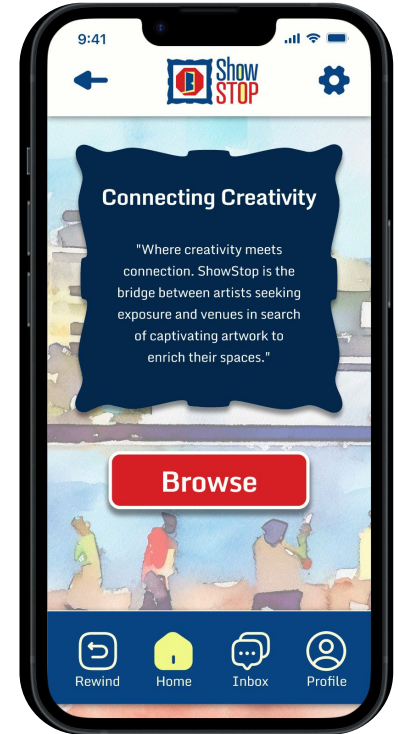 9:41
Show
STOP
Connecting Creativity
"Where creativity meets
connection. ShowStop is the
bridge between artists seeking
exposure and venues in search
of captivating artwork to
enrich their spaces."
Browse
Rewind Home Inbox Profile